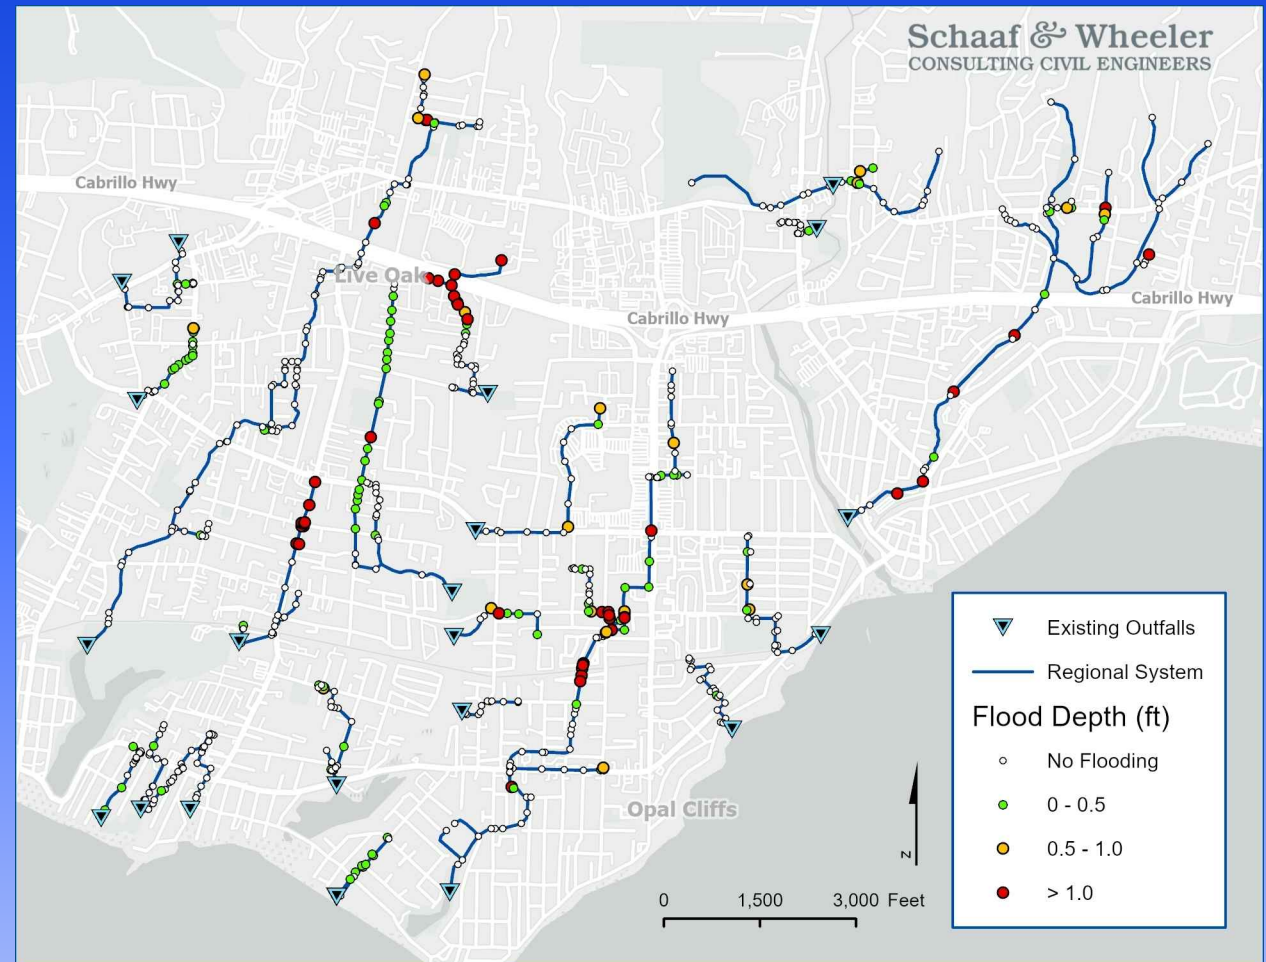 Schaaf & Wheeler
CONSULTING CIVIL ENGINEERS
Cabrillo Hwy
Live Oak
Cabrillo Hwy
Cabrillo Hwy
Existing Outfalls
Regional System
Flood Depth (ft)
No Flooding
0 - 0.5
0.5 - 1.0
> 1.0
Opal Cliffs
N
0 1,500 3,000 Feet